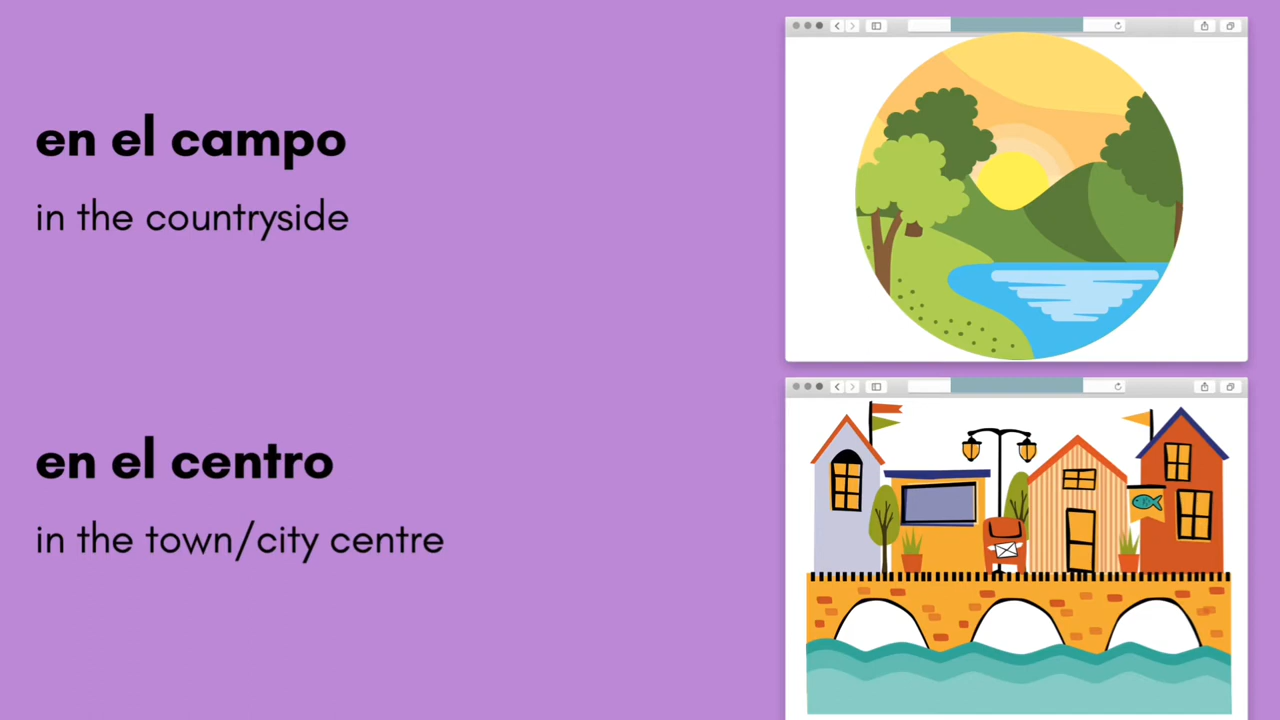 en el campo
in the countryside
en el centro
in the town/city centre